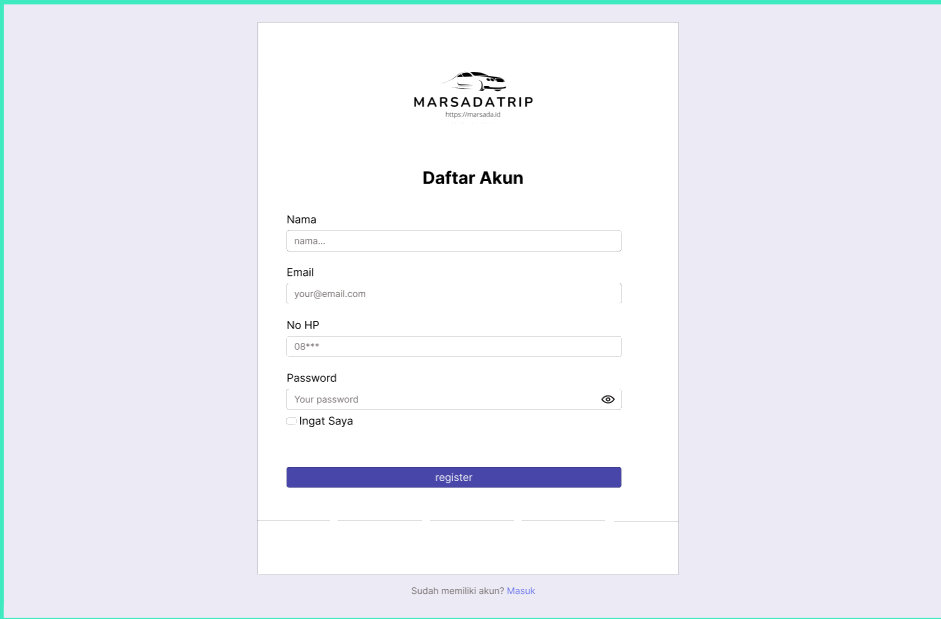 MARSADATRIP
https://marsada.id
Daftar Akun
Nama
nama...
Email
your@email.com
No HP
08***
Password
Your password
Ingat Saya
register
Sudah memiliki akun? Masuk